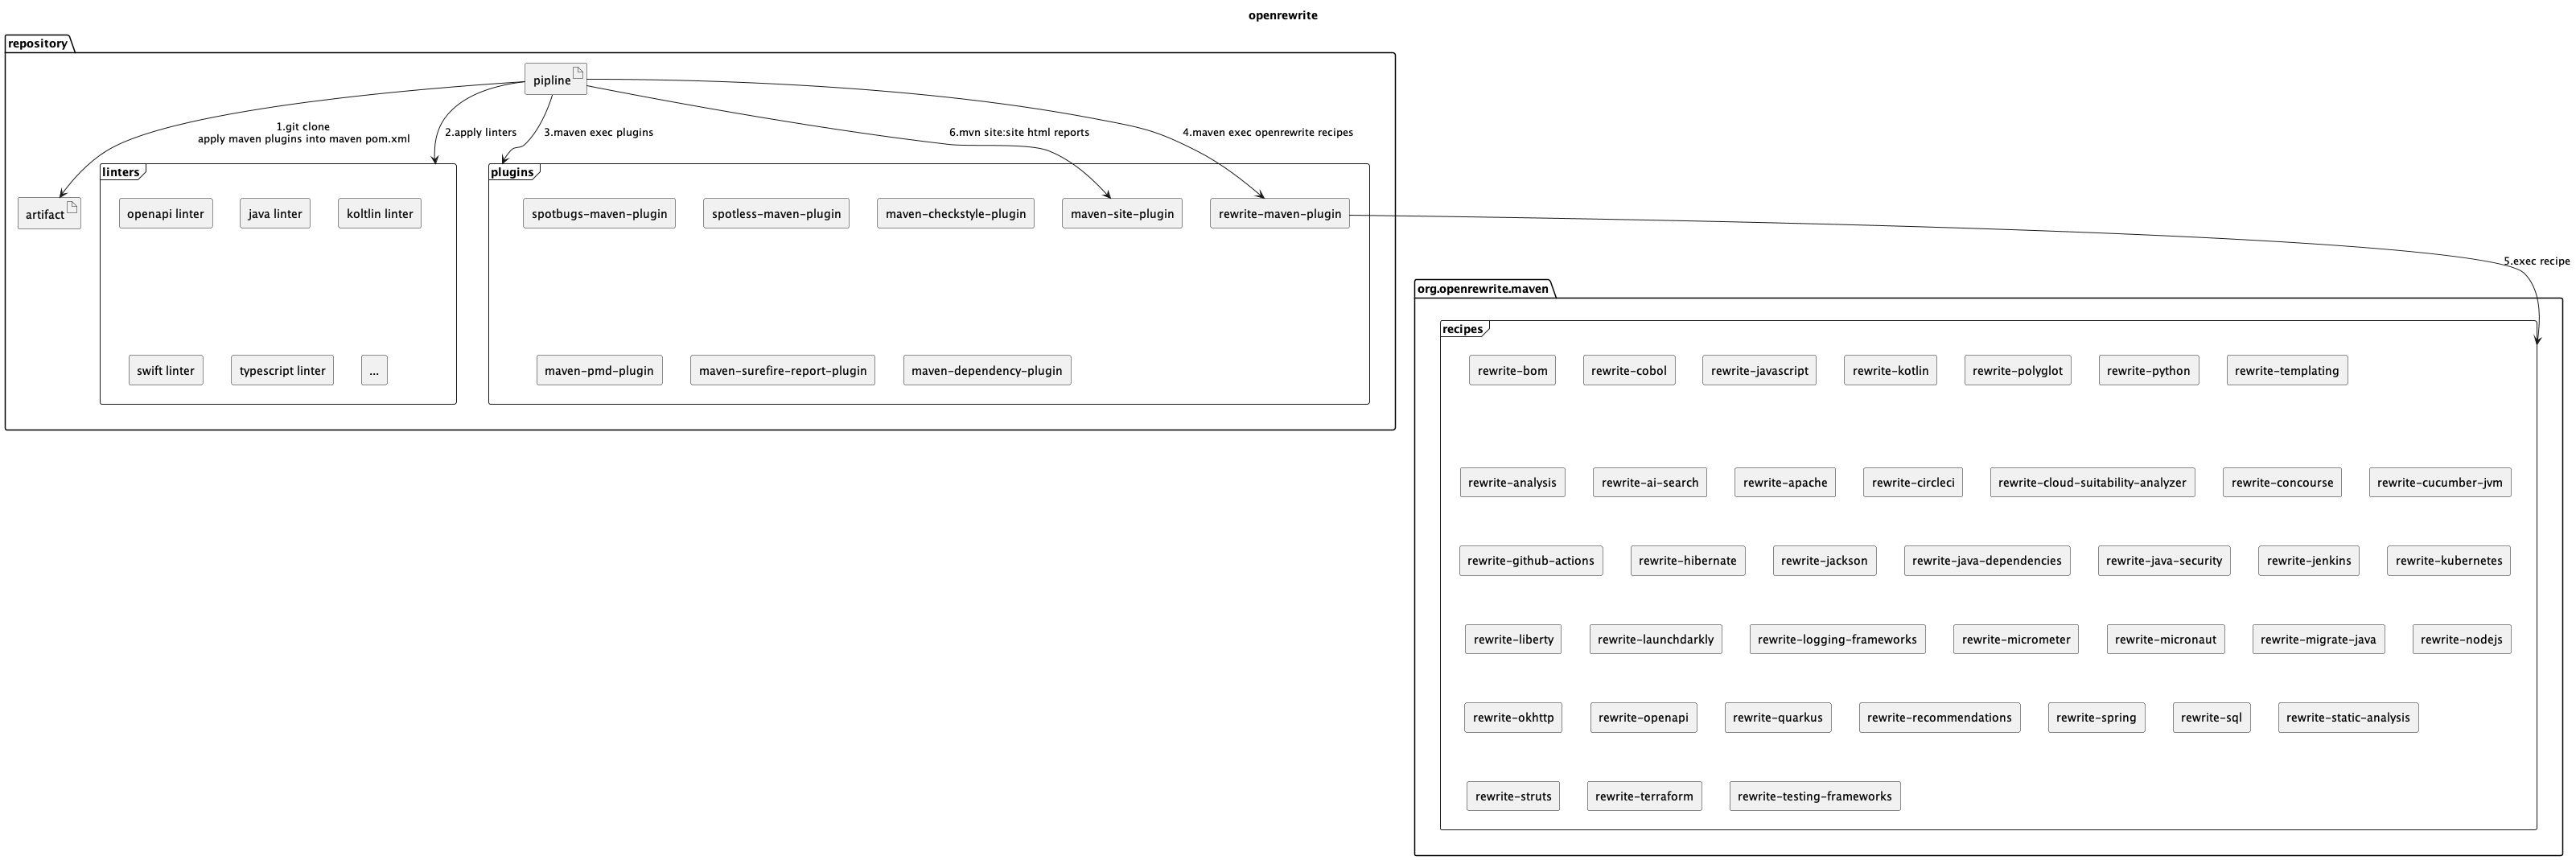 openrewrite
repository
pipline
1.git clone
apply maven plugins into maven pom.xml
2.apply linters
3.maven exec plugins
6.mvn site:site html reports
4.maven exec openrewrite recipes
artifact
linters
openapi linter
java linter
koltlin linter
swift linter
typescript linter
...
plugins
spotbugs-maven-plugin
spotless-maven-plugin
maven-checkstyle-plugin
maven-site-plugin
rewrite-maven-plugin
maven-pmd-plugin
maven-surefire-report-plugin
maven-dependency-plugin
5.exec recipe
org.openrewrite.maven
recipes
rewrite-bom
rewrite-cobol
rewrite-javascript
rewrite-kotlin
rewrite-polyglot
rewrite-python
rewrite-templating
rewrite-analysis
rewrite-ai-search
rewrite-apache
rewrite-circleci
rewrite-cloud-suitability-analyzer
rewrite-concourse
rewrite-cucumber-jvm
rewrite-github-actions
rewrite-hibernate
rewrite-jackson
rewrite-java-dependencies
rewrite-java-security
rewrite-jenkins
rewrite-kubernetes
rewrite-liberty
rewrite-launchdarkly
rewrite-logging-frameworks
rewrite-micrometer
rewrite-micronaut
rewrite-migrate-java
rewrite-nodejs
rewrite-okhttp
rewrite-openapi
rewrite-quarkus
rewrite-recommendations
rewrite-spring
rewrite-sql
rewrite-static-analysis
rewrite-struts
rewrite-terraform
rewrite-testing-frameworks